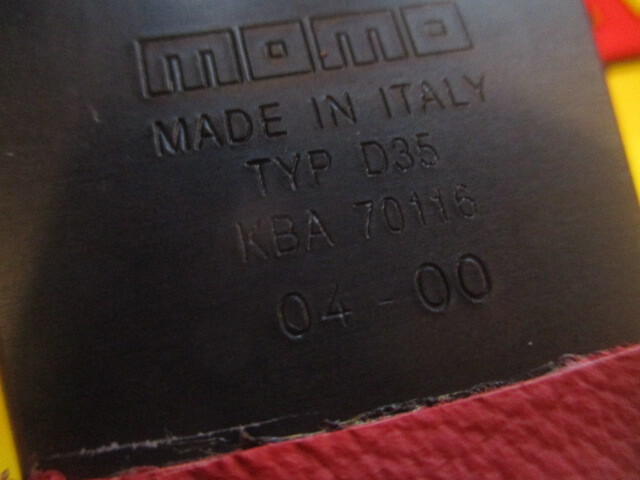 momo
MADE IN ITALY
TYP D35
KBA 70116
04-00